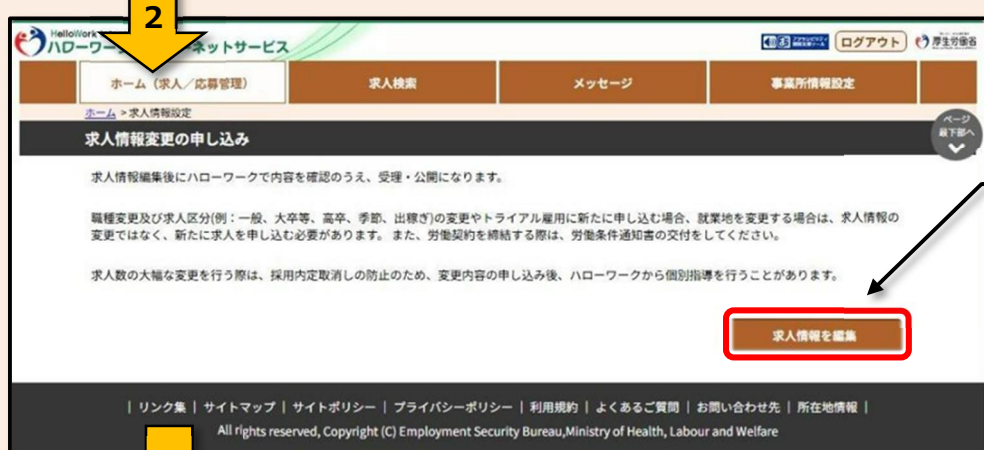 2
HelloWork
ハローワー ネットサービス
ログアウト
厚生労働省
ホーム（求人／応募管理）
求人検索
メッセージ
事業所情報設定
ホーム > 求人情報設定
ページ
最下部へ
求人情報変更の申し込み
求人情報編集後にハローワークで内容を確認のうえ、受理・公開になります。
職種変更及び求人区分(例：一般、大卒等、高卒、季節、出稼ぎ)の変更やトライアル雇用に新たに申し込む場合、就業地を変更する場合は、求人情報の
変更ではなく、新たに求人を申し込む必要があります。また、労働契約を締結する際は、労働条件通知書の交付をしてください。
求人数の大幅な変更を行う際は、採用内定取消しの防止のため、変更内容の申し込み後、ハローワークから個別指導を行うことがあります。
求人情報を編集
| リンク集 | サイトマップ | サイトポリシー | プライバシーポリシー | 利用規約 | よくあるご質問 | お問い合わせ先 | 所在地情報 |
All rights reserved, Copyright (C) Employment Security Bureau,Ministry of Health, Labour and Welfare